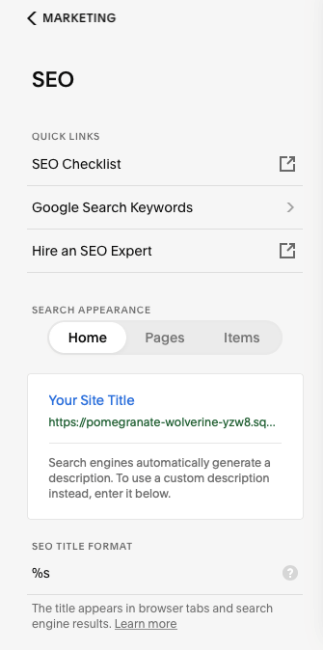 MARKETING
SEO
QUICK LINKS
SEO Checklist
Google Search Keywords
Hire an SEO Expert
SEARCH APPEARANCE
Home Pages Items
Your Site Title
https://pomegranate-wolverine-yzw8.sq...
Search engines automatically generate a
description. To use a custom description
instead, enter it below.
SEO TITLE FORMAT
%s ?
The title appears in browser tabs and search
engine results. Learn more